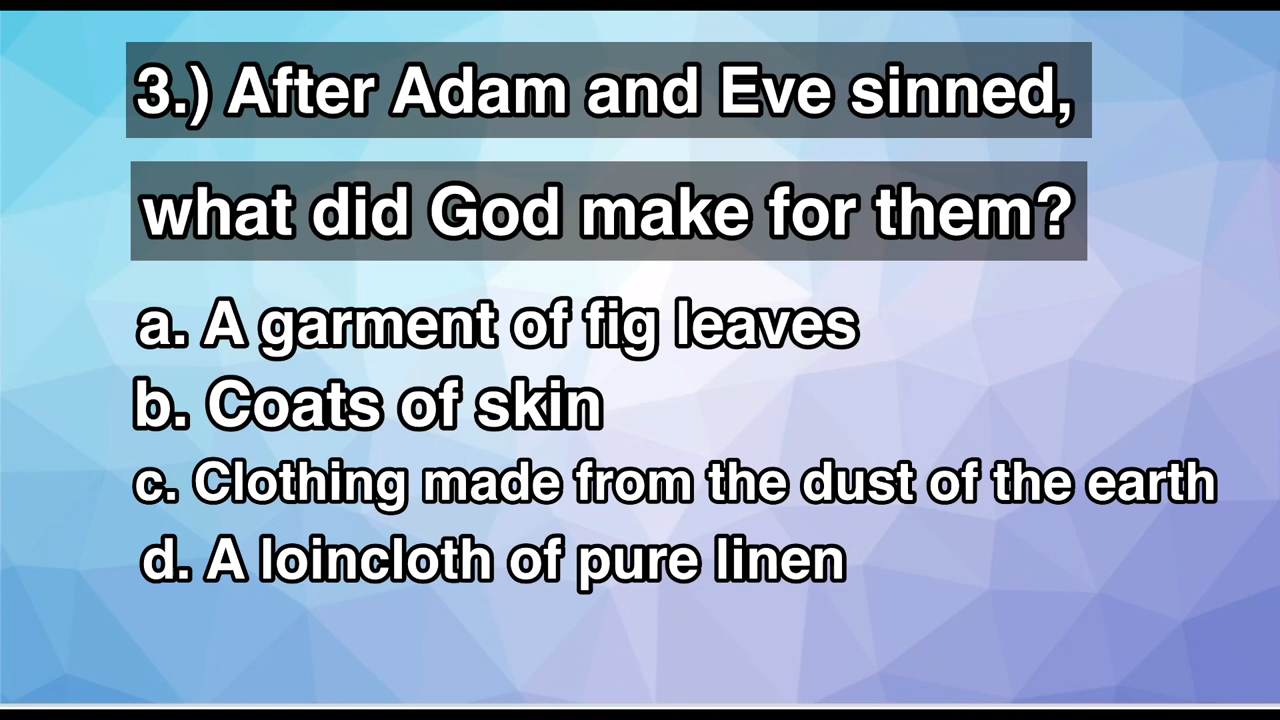 3.) After Adam and Eve sinned,
what did God make for them?
a. A garment of fig leaves
b. Coats of skin
c. Clothing made from the dust of the earth
d. A loincloth of pure linen